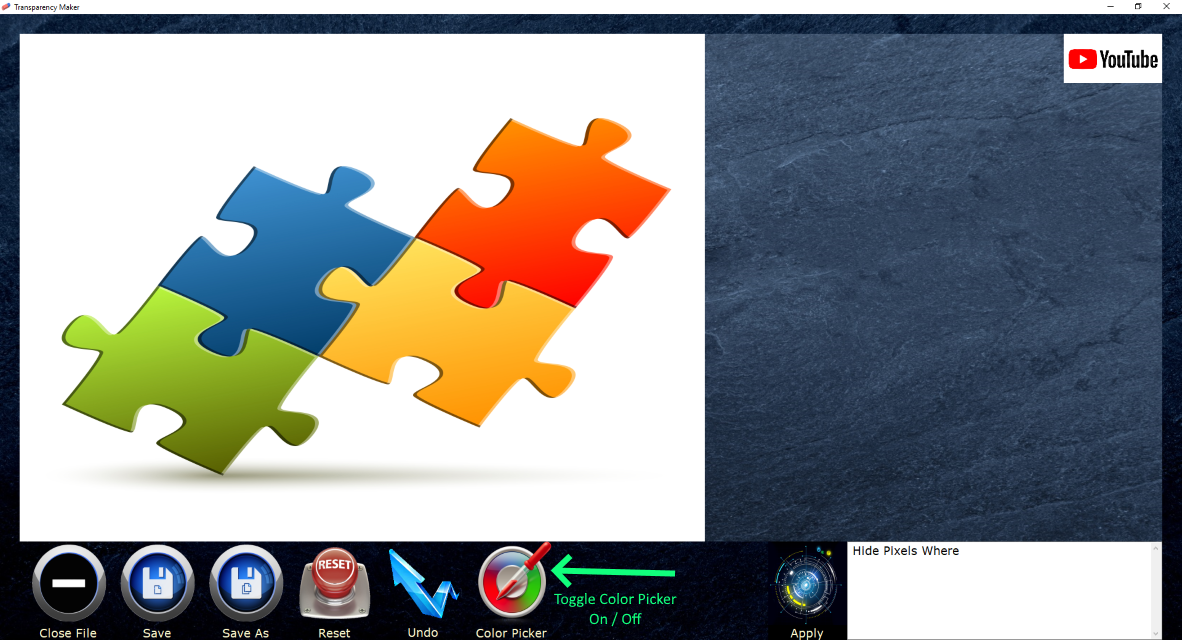 Transparency Maker
YouTube
RESET
Hide Pixels Where
Toggle Color Picker
On / Off
Close File
Save
Save As
Reset
Undo
Color Picker
Apply